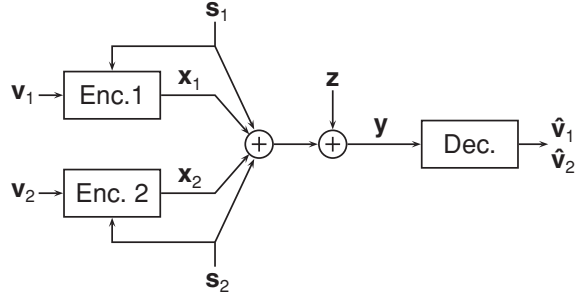 s₁
v₁ Enc.1 x₁
z
+ + y Dec. v̂₁
v̂₂
v₂ Enc. 2 x₂
s₂